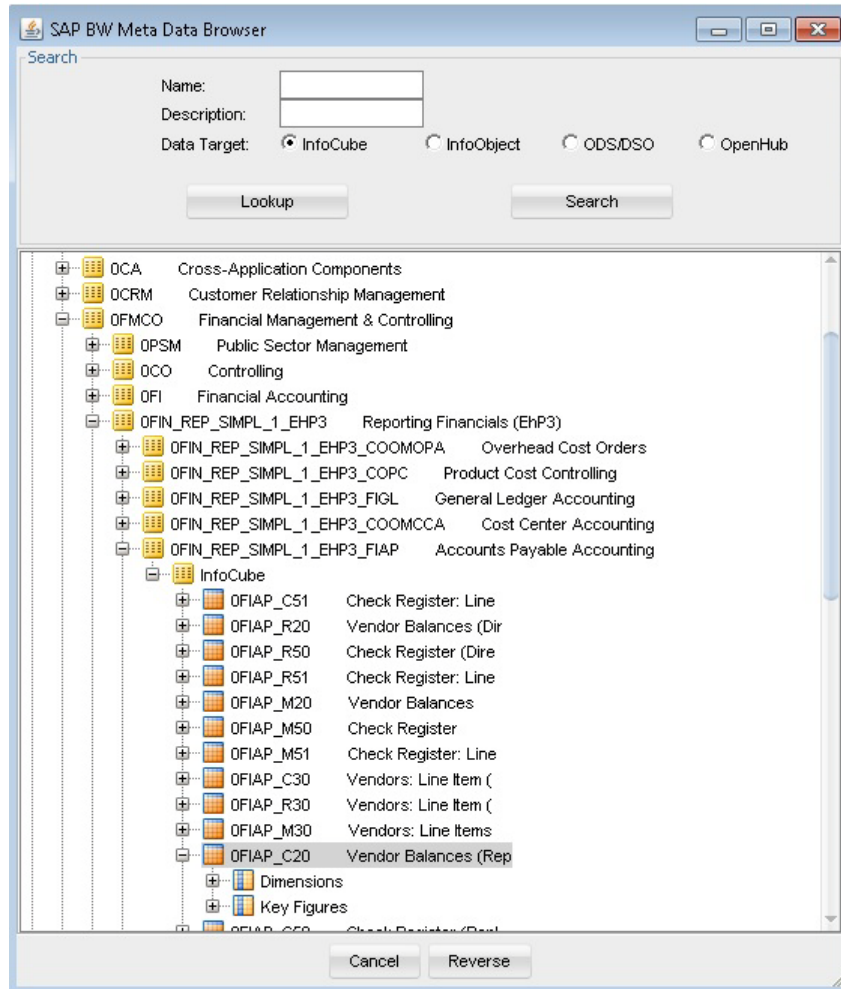 SAP BW Meta Data Browser
Search
Name:
Description:
Data Target: InfoCube InfoObject ODS/DSO OpenHub
Lookup Search
0CA Cross-Application Components
0CRM Customer Relationship Management
0FMCO Financial Management & Controlling
0PSM Public Sector Management
0CO Controlling
0FI Financial Accounting
0FIN_REP_SIMPL_1_EHP3 Reporting Financials (EhP3)
0FIN_REP_SIMPL_1_EHP3_COOMOPA Overhead Cost Orders
0FIN_REP_SIMPL_1_EHP3_COPC Product Cost Controlling
0FIN_REP_SIMPL_1_EHP3_FIGL General Ledger Accounting
0FIN_REP_SIMPL_1_EHP3_COOMCCA Cost Center Accounting
0FIN_REP_SIMPL_1_EHP3_FIAP Accounts Payable Accounting
InfoCube
0FIAP_C51 Check Register: Line
0FIAP_R20 Vendor Balances (Dir
0FIAP_R50 Check Register (Dire
0FIAP_R51 Check Register: Line
0FIAP_M20 Vendor Balances
0FIAP_M50 Check Register
0FIAP_M51 Check Register: Line
0FIAP_C30 Vendors: Line Item (
0FIAP_R30 Vendors: Line Item (
0FIAP_M30 Vendors: Line Items
0FIAP_C20 Vendor Balances (Rep
Dimensions
Key Figures
Cancel Reverse